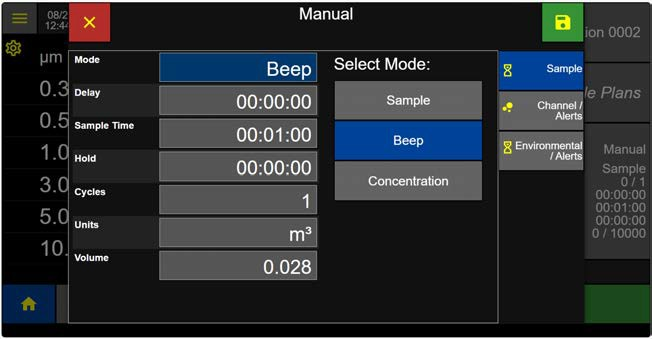 Manual
08/2
12:44
ion 0002
Mode
Beep
Select Mode:
Sample
µm
Delay
00:00:00
Sample
Channel /
Alerts
le Plans
0.3
0.5
Sample Time
00:01:00
Beep
Environmental
/ Alerts
Manual
1.0
Hold
00:00:00
Concentration
Sample
3.0
Cycles
1
0 / 1
00:00:00
00:01:00
00:00:00
0 / 10000
5.0
Units
m³
10.
Volume
0.028